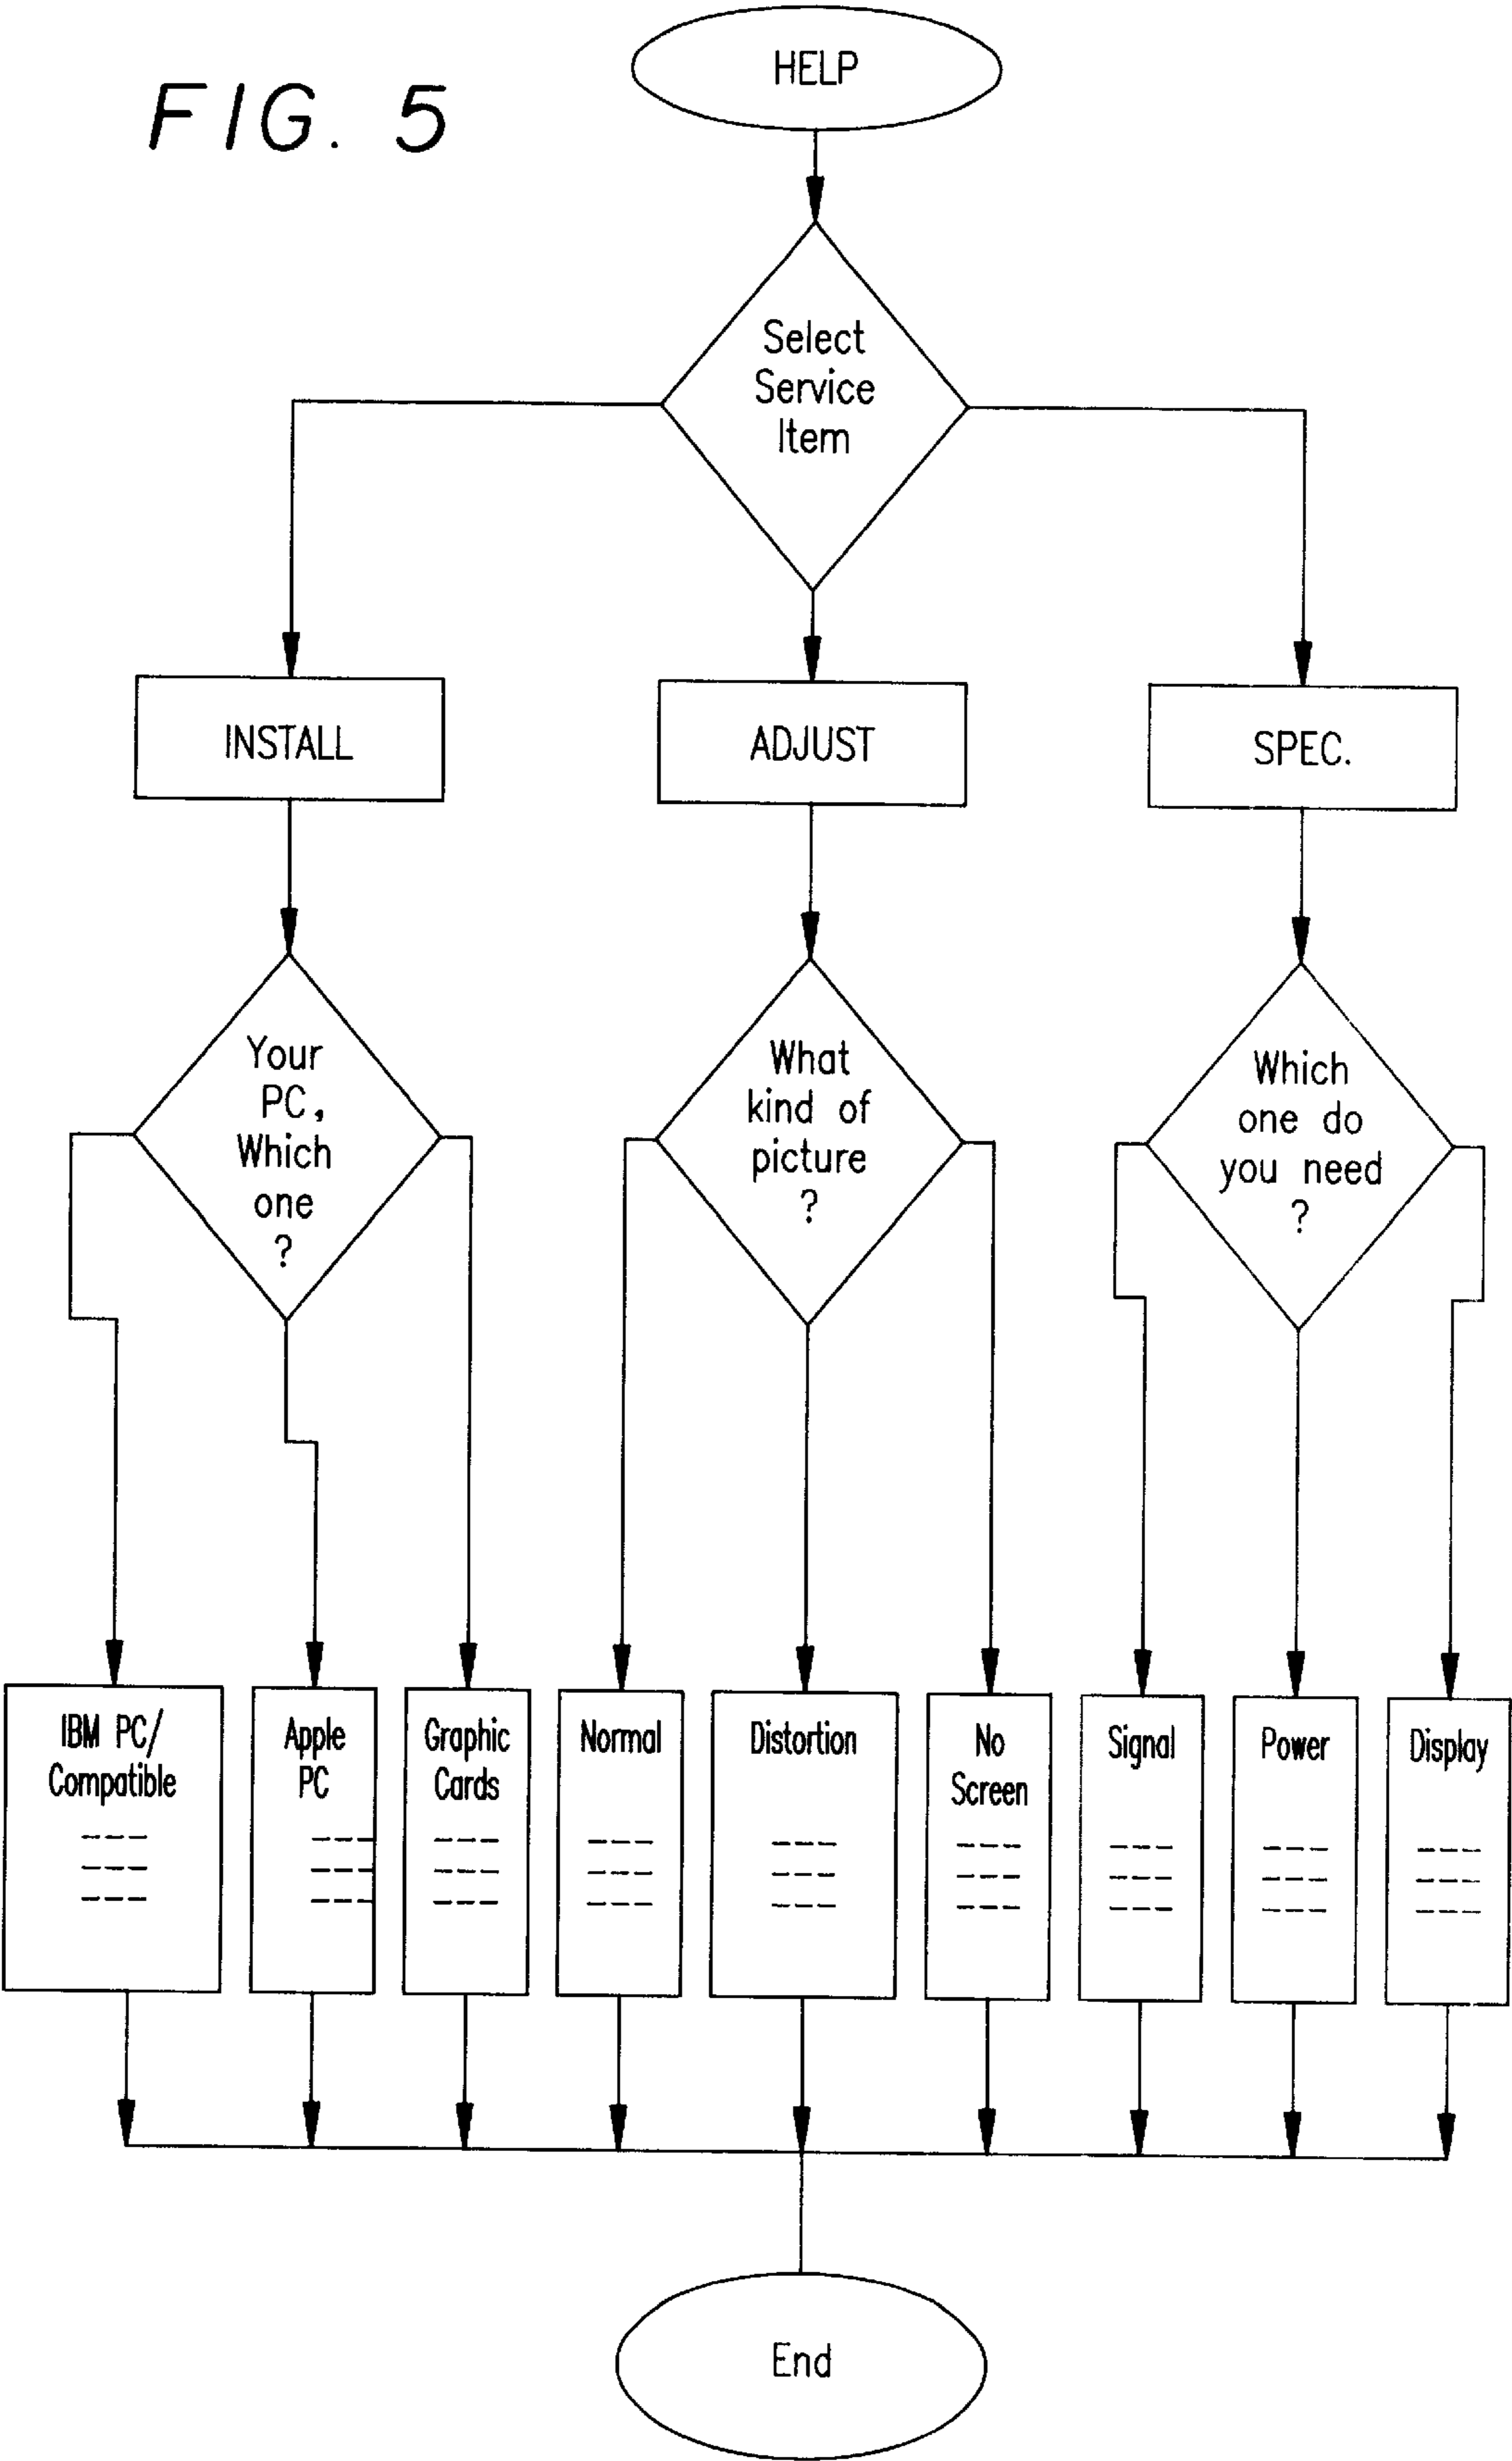 HELP
FIG. 5
Select
Service
Item
INSTALL
ADJUST
SPEC.
Your
PC,
Which
one
?
What
kind of
picture
?
Which
one do
you need
?
IBM PC/
Compatible
Apple
PC
Graphic
Cards
Normal
Distortion
No
Screen
Signal
Power
Display
End